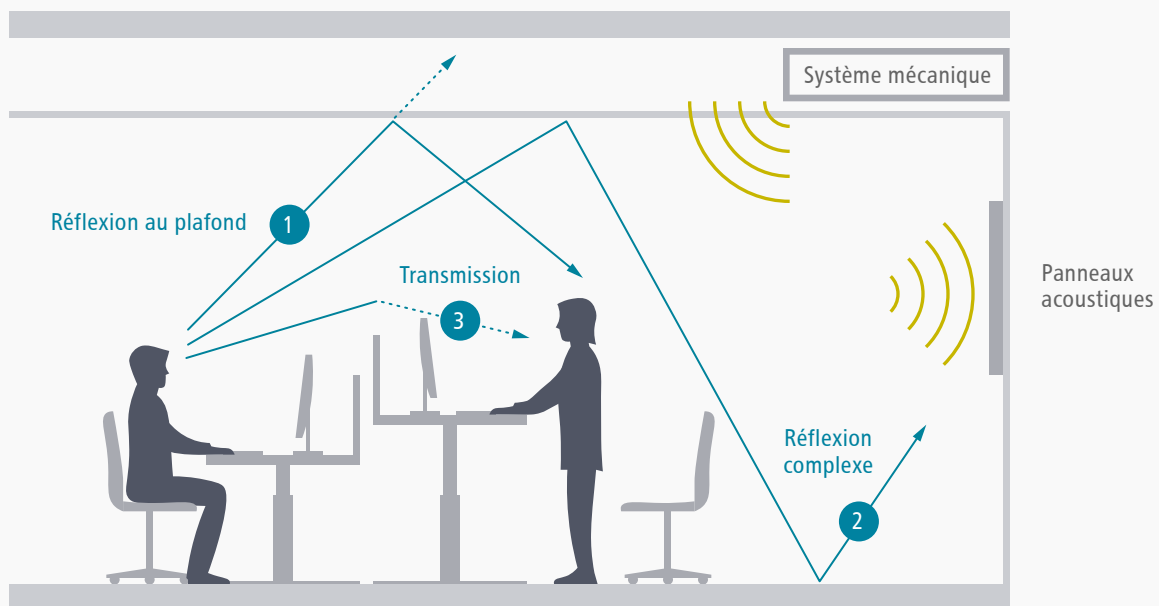 Système mécanique
Réflexion au plafond
1
Transmission
3
Panneaux
acoustiques
Réflexion
complexe
2